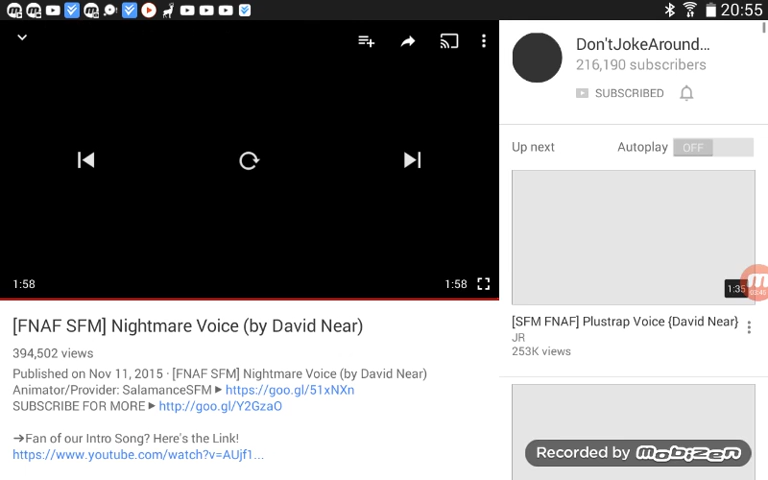 20:55
Don'tJokeAround...
216,190 subscribers
SUBSCRIBED
Up next
Autoplay
OFF
1:58
1:58
1:35
03:40
[FNAF SFM] Nightmare Voice (by David Near)
394,502 views
Published on Nov 11, 2015 · [FNAF SFM] Nightmare Voice (by David Near)
Animator/Provider: SalamanceSFM ▸ https://goo.gl/51xNXn
SUBSCRIBE FOR MORE ▸ http://goo.gl/Y2GzaO
➔Fan of our Intro Song? Here's the Link!
https://www.youtube.com/watch?v=AUjf1...
[SFM FNAF] Plustrap Voice {David Near}
JR
253K views
Recorded by mobizen